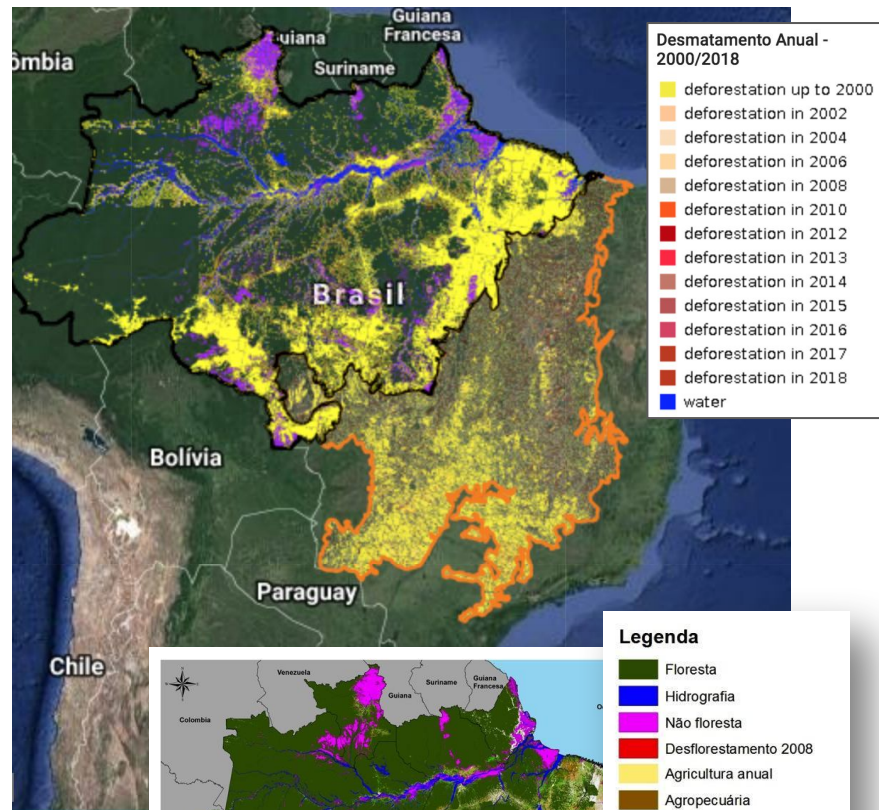 Guiana
Francesa
ômbia
uiana
Suriname
Brasil
Bolívia
Paraguay
Chile
Desmatamento Anual -
2000/2018
deforestation up to 2000
deforestation in 2002
deforestation in 2004
deforestation in 2006
deforestation in 2008
deforestation in 2010
deforestation in 2012
deforestation in 2013
deforestation in 2014
deforestation in 2015
deforestation in 2016
deforestation in 2017
deforestation in 2018
water
Venezuela
Colombia
Guiana
Suriname
Guiana
Francesa
Legenda
Floresta
Hidrografia
Não floresta
Desflorestamento 2008
Agricultura anual
Agropecuária